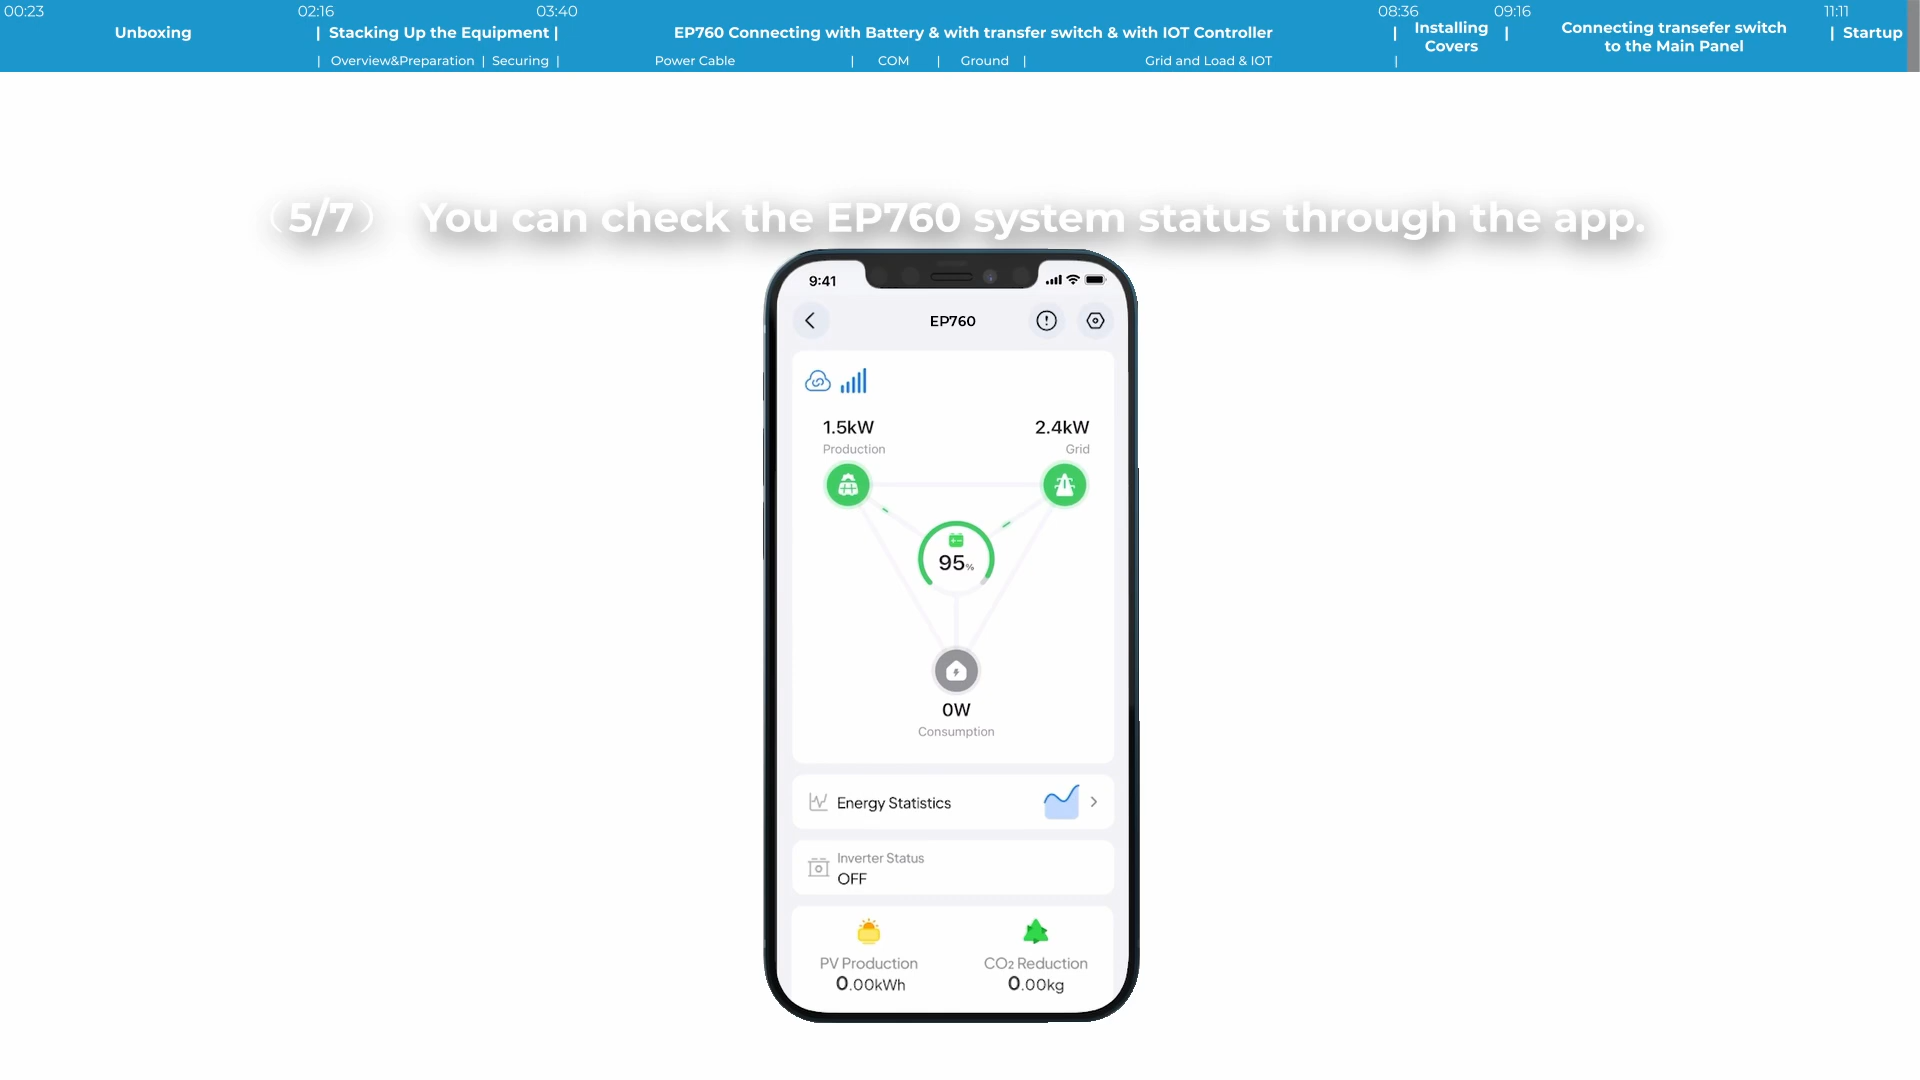 00:23 02:16 03:40 08:36 09:16 11:11
Unboxing | Stacking Up the Equipment | EP760 Connecting with Battery & with transfer switch & with IOT Controller | Installing Covers | Connecting transefer switch to the Main Panel | Startup
| Overview&Preparation | Securing | Power Cable | COM | Ground | Grid and Load & IOT |
（5/7） You can check the EP760 system status through the app.
9:41
EP760
1.5kW 2.4kW
Production Grid
95%
0W
Consumption
Energy Statistics
Inverter Status
OFF
PV Production CO₂ Reduction
0.00kWh 0.00kg